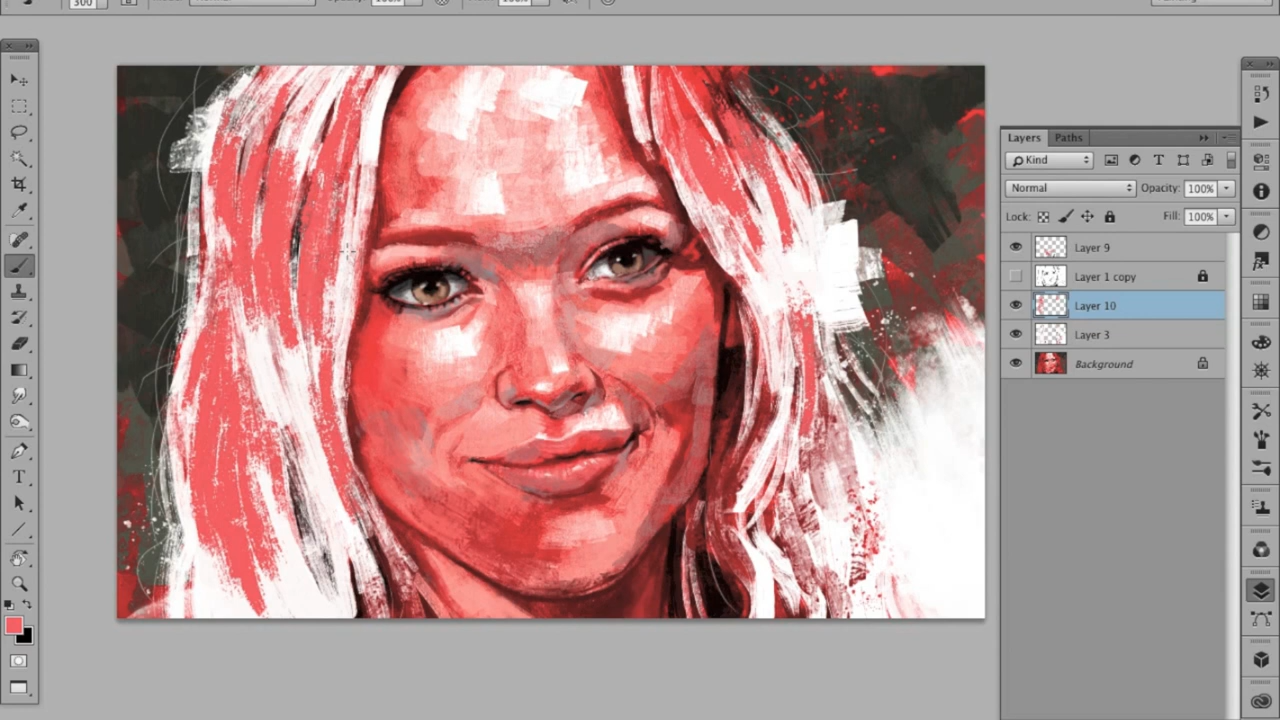 300
Layers Paths
Kind
Normal Opacity: 100%
Lock: Fill: 100%
Layer 9
Layer 1 copy
Layer 10
Layer 3
Background